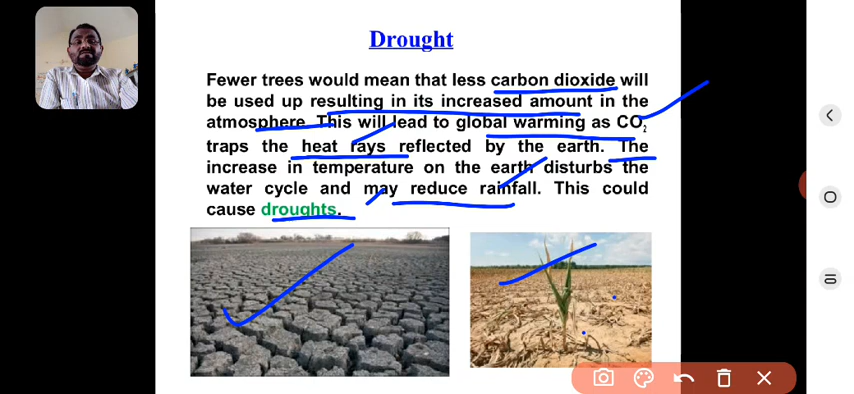 Drought
Fewer trees would mean that less carbon dioxide will
be used up resulting in its increased amount in the
atmosphere. This will lead to global warming as CO₂
traps the heat rays reflected by the earth. The
increase in temperature on the earth disturbs the
water cycle and may reduce rainfall. This could
cause droughts.